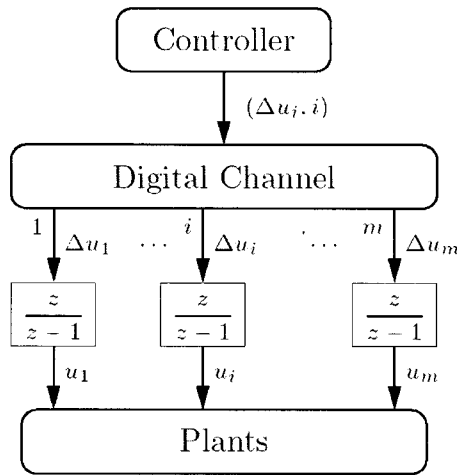 Controller
(Δu_i, i)
Digital Channel
1 Δu_1 ... i Δu_i ... m Δu_m
z z z
z − 1 z − 1 z − 1
u_1 u_i u_m
Plants